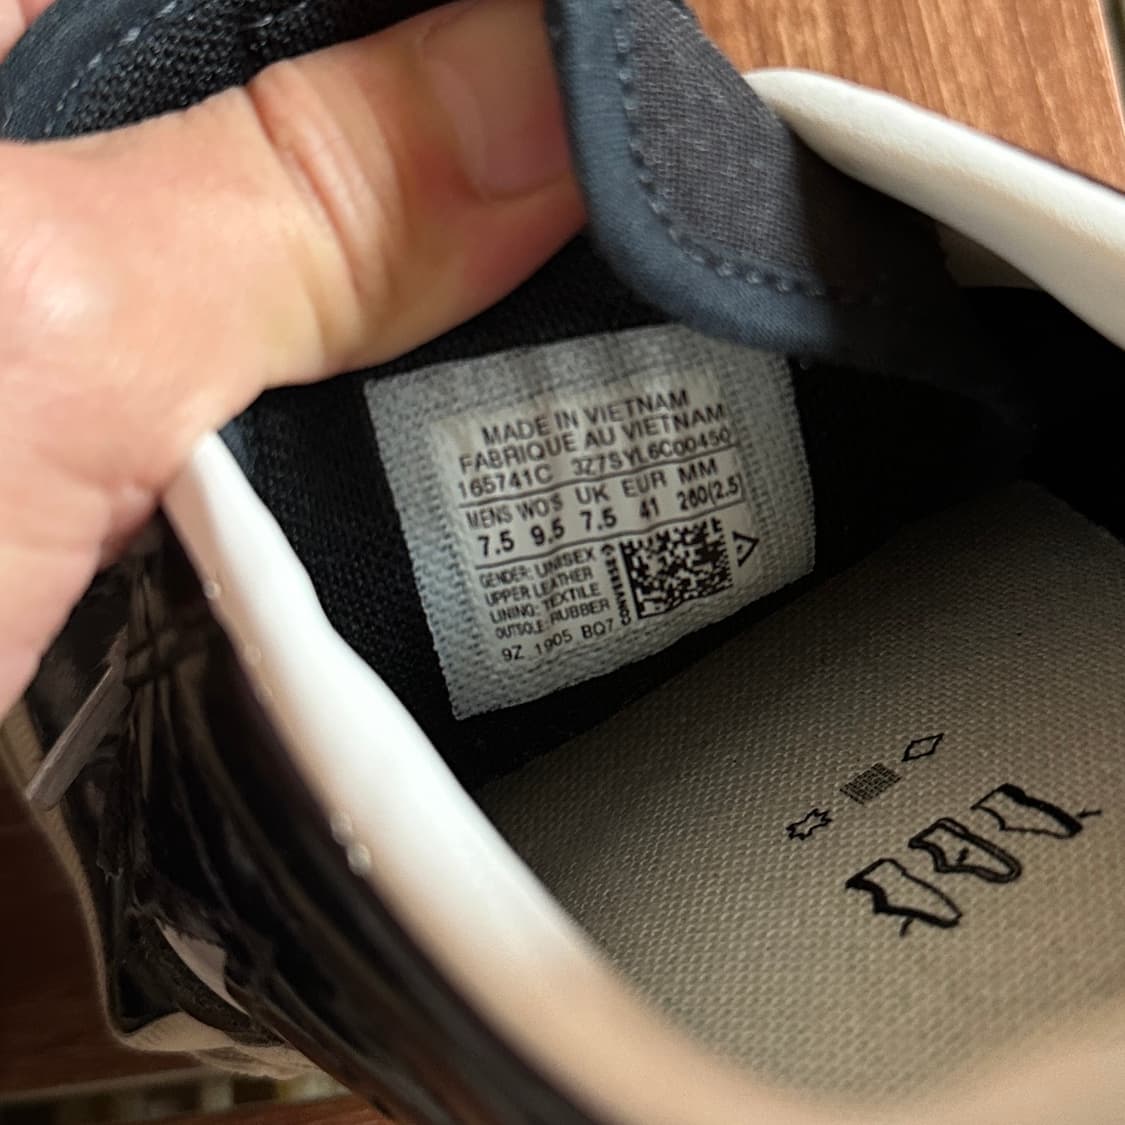 MADE IN VIETNAM
FABRIQUE AU VIETNAM
165741C 3Z7SYL6C00450
MENS WO'S UK EUR MM
7.5 9.5 7.5 41 260(2.5)
GENDER: UNISEX
UPPER LEATHER
LINING: TEXTILE
OUTSOLE: RUBBER
9Z 1905 BQ7
CONVERSE